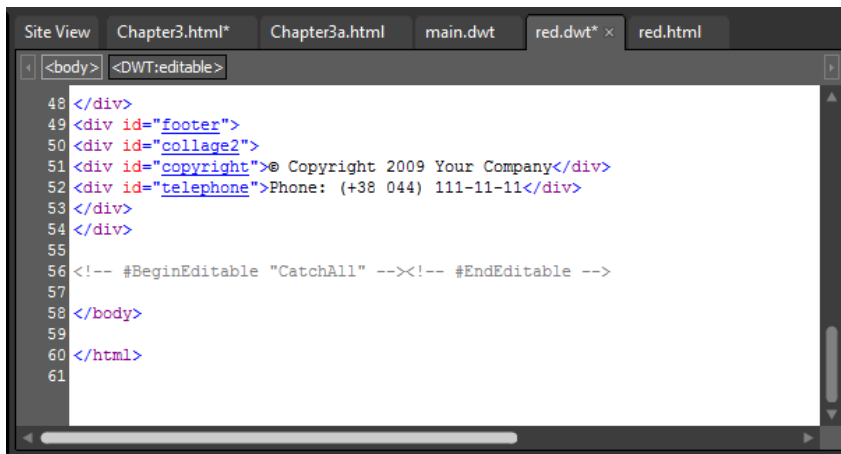 Site View Chapter3.html* Chapter3a.html main.dwt red.dwt* × red.html
<body> <DWT:editable>
48 </div>
49 <div id="footer">
50 <div id="collage2">
51 <div id="copyright">© Copyright 2009 Your Company</div>
52 <div id="telephone">Phone: (+38 044) 111-11-11</div>
53 </div>
54 </div>
55
56 <!-- #BeginEditable "CatchAll" --><!-- #EndEditable -->
57
58 </body>
59
60 </html>
61